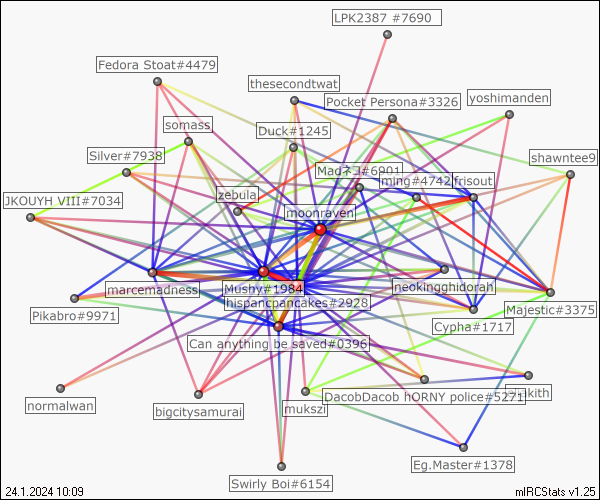 LPK2387 #7690
Fedora Stoat#4479
thesecondtwat
Pocket Persona#3326
yoshimanden
somass
Duck#1245
Silver#7938
Madネコ#6901
shawntee9
ming#4742
frisout
zebula
JKOUYH VIII#7034
moonraven
marcemadness
Mushy#1984
neokingghidorah
hispancpancakes#2928
Majestic#3375
Pikabro#9971
Cypha#1717
Can anything be saved#0396
DacobDacob hORNY police#5271
normalwan
bigcitysamurai
mukszi
Eg.Master#1378
Swirly Boi#6154
24.1.2024 10:09
mIRCStats v1.25